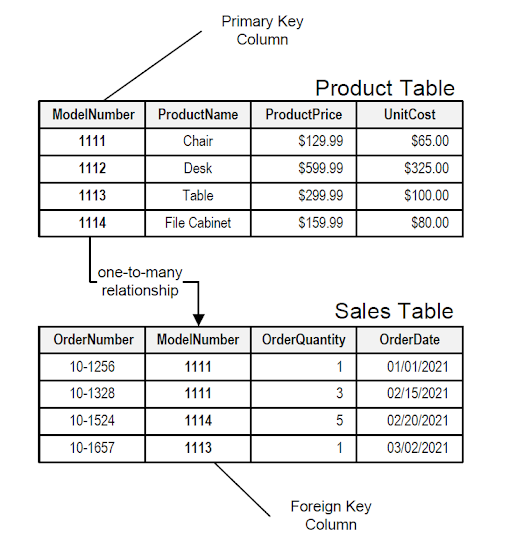 Primary Key
Column
Product Table
ModelNumber ProductName ProductPrice UnitCost
1111 Chair $129.99 $65.00
1112 Desk $599.99 $325.00
1113 Table $299.99 $100.00
1114 File Cabinet $159.99 $80.00
one-to-many
relationship
Sales Table
OrderNumber ModelNumber OrderQuantity OrderDate
10-1256 1111 1 01/01/2021
10-1328 1111 3 02/15/2021
10-1524 1114 5 02/20/2021
10-1657 1113 1 03/02/2021
Foreign Key
Column